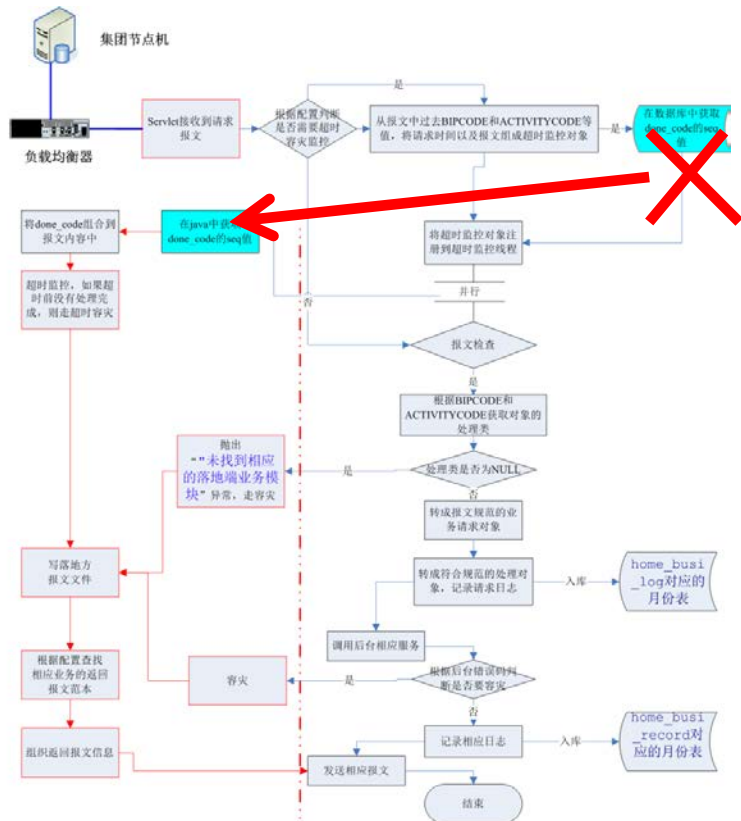 集团节点机
负载均衡器
Servlet接收到请求
报文
根据配置判断
是否需要超时
容灾监控
是
从报文中过去BIPCODE和ACTIVITYCODE等
值，将请求时间以及报文组成超时监控对象
是
在数据库中获取
done_code的seq
值
将done_code组合到
报文内容中
在java中获
done_code的seq值
将超时监控对象注
册到超时监控线程
超时监控，如果超
时前没有处理完
成，则走超时容灾
并行
否
报文检查
是
根据BIPCODE和
ACTIVITYCODE获取对象的
处理类
抛出
“"未找到相应
的落地端业务模
块”异常，走容灾
是
处理类是否为NULL
否
转成报文规范的业
务请求对象
写落地方
报文文件
转成符合规范的处理对
象，记录请求日志
入库
home_busi
_log对应的
月份表
调用后台相应服务
根据配置查找
相应业务的返回
报文范本
容灾
是
根据后台错误码判
断是否要容灾
否
组织返回报文信息
记录相应日志
入库
home_busi
_record对
应的月份表
发送相应报文
结束